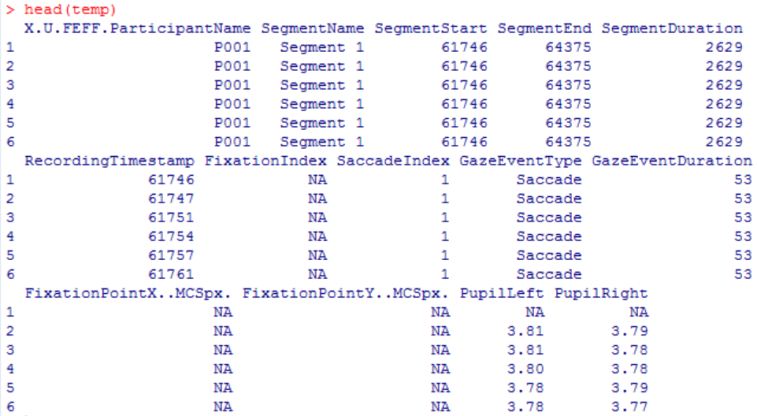 > head(temp)
X.U.FEFF.ParticipantName SegmentName SegmentStart SegmentEnd SegmentDuration
1 P001 Segment 1 61746 64375 2629
2 P001 Segment 1 61746 64375 2629
3 P001 Segment 1 61746 64375 2629
4 P001 Segment 1 61746 64375 2629
5 P001 Segment 1 61746 64375 2629
6 P001 Segment 1 61746 64375 2629
RecordingTimestamp FixationIndex SaccadeIndex GazeEventType GazeEventDuration
1 61746 NA 1 Saccade 53
2 61747 NA 1 Saccade 53
3 61751 NA 1 Saccade 53
4 61754 NA 1 Saccade 53
5 61757 NA 1 Saccade 53
6 61761 NA 1 Saccade 53
FixationPointX..MCSpx. FixationPointY..MCSpx. PupilLeft PupilRight
1 NA NA NA NA
2 NA NA 3.81 3.79
3 NA NA 3.81 3.78
4 NA NA 3.80 3.78
5 NA NA 3.78 3.79
6 NA NA 3.78 3.77